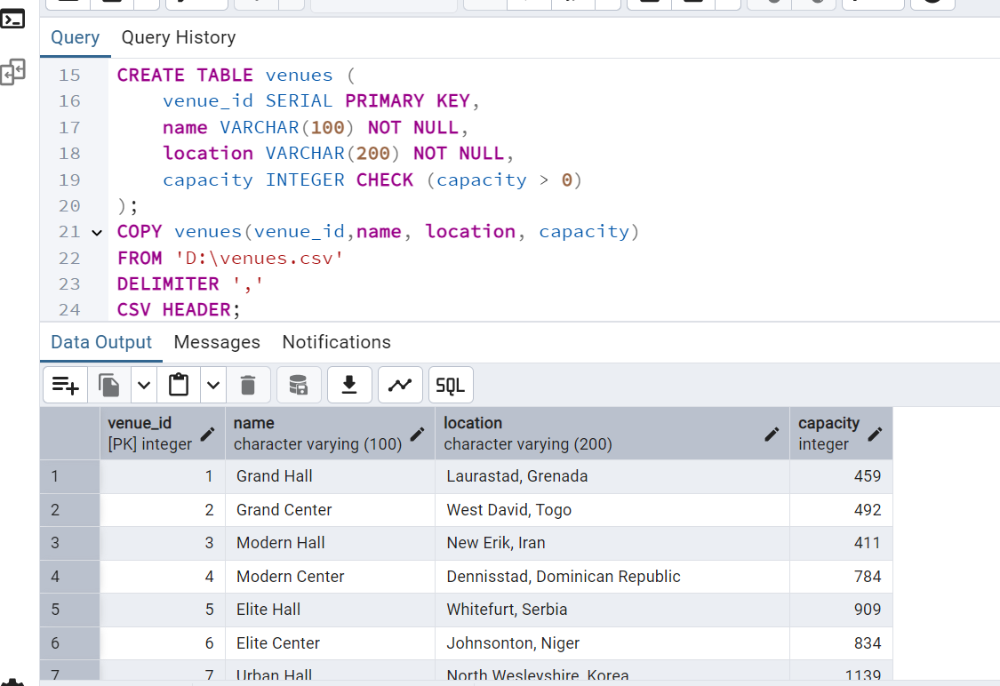 Query Query History
15 CREATE TABLE venues (
16 venue_id SERIAL PRIMARY KEY,
17 name VARCHAR(100) NOT NULL,
18 location VARCHAR(200) NOT NULL,
19 capacity INTEGER CHECK (capacity > 0)
20 );
21 COPY venues(venue_id,name, location, capacity)
22 FROM 'D:\venues.csv'
23 DELIMITER ','
24 CSV HEADER;
Data Output Messages Notifications
SQL
venue_id name location capacity
[PK] integer character varying (100) character varying (200) integer
1 1 Grand Hall Laurastad, Grenada 459
2 2 Grand Center West David, Togo 492
3 3 Modern Hall New Erik, Iran 411
4 4 Modern Center Dennisstad, Dominican Republic 784
5 5 Elite Hall Whitefurt, Serbia 909
6 6 Elite Center Johnsonton, Niger 834
7 7 Urban Hall North Wesleyshire, Korea 1139